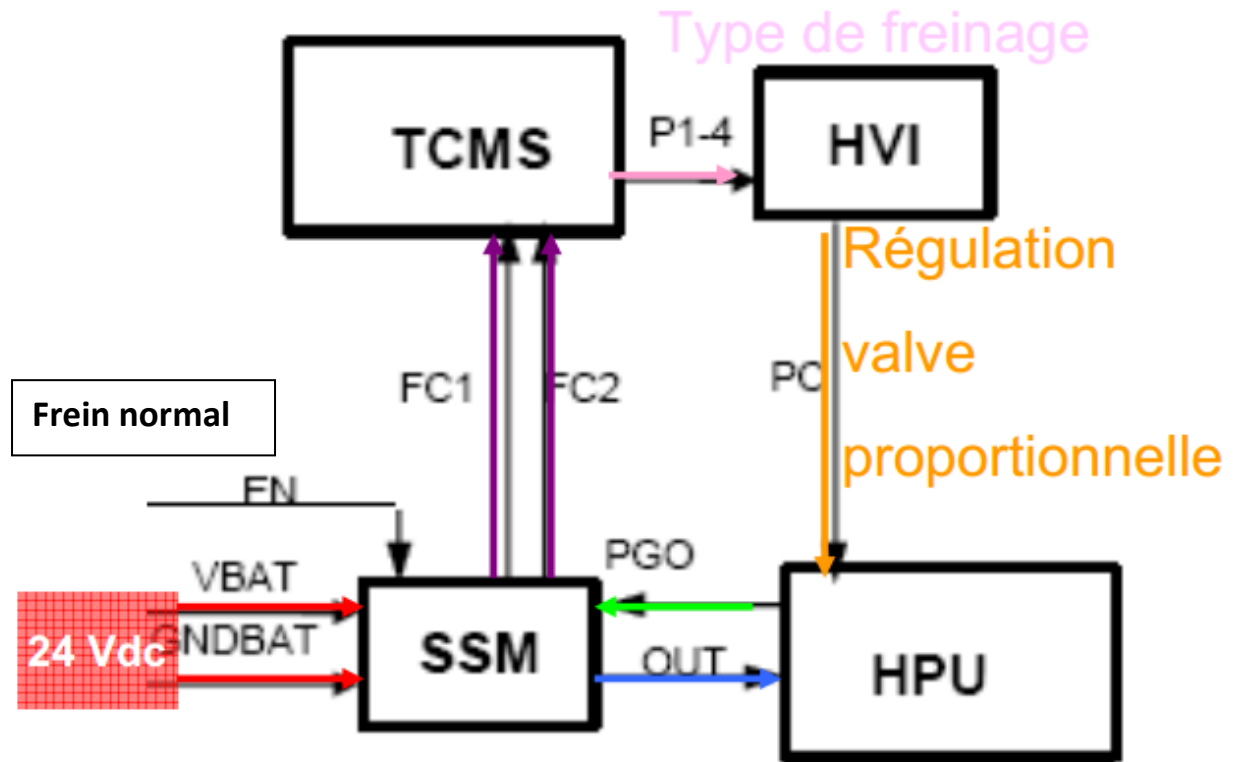 Type de freinage
TCMS
P1-4
HVI
Régulation
valve
proportionnelle
FC1
FC2
PC
Frein normal
FN
VBAT
PGO
24 Vdc
GNDBAT
SSM
OUT
HPU